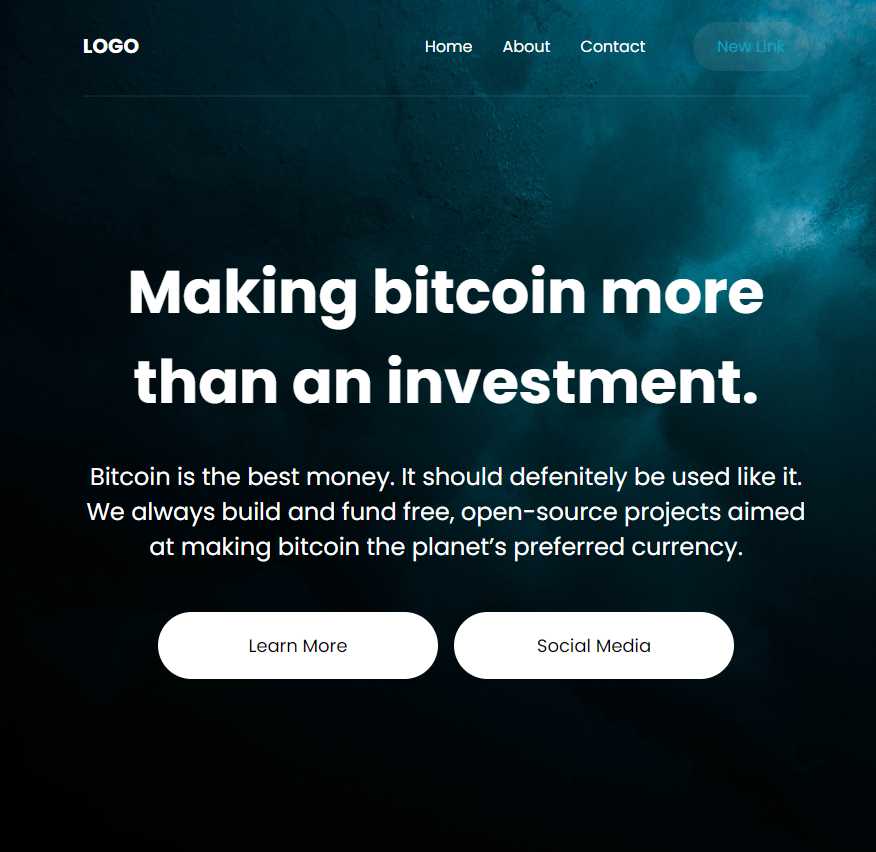 LOGO Home About Contact New Link
Making bitcoin more
than an investment.
Bitcoin is the best money. It should defenitely be used like it.
We always build and fund free, open-source projects aimed
at making bitcoin the planet’s preferred currency.
Learn More Social Media